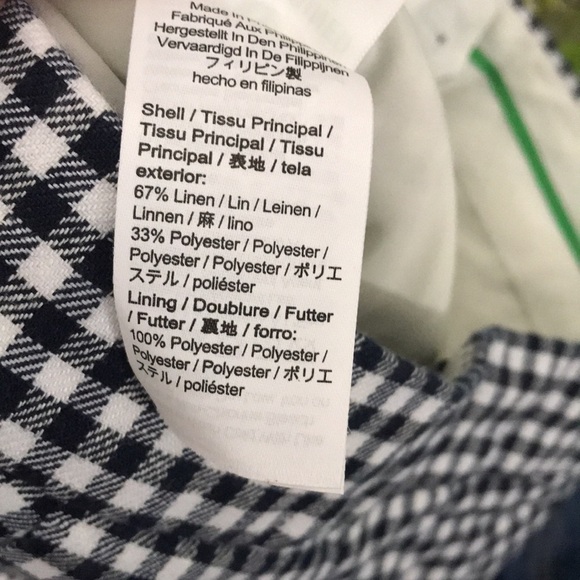 Made in
Fabriqué Aux Philippines
Hergestellt In Den Philippinen
Vervaardigd In De Filippijnen
フィリピン製
hecho en filipinas
Shell / Tissu Principal /
Tissu Principal / Tissu
Principal / 表地 / tela
exterior:
67% Linen / Lin / Leinen /
Linnen / 麻 / lino
33% Polyester / Polyester /
Polyester / Polyester / ポリエ
ステル / poliéster
Lining / Doublure / Futter
/ Futter / 裏地 / forro:
100% Polyester / Polyester /
Polyester / Polyester / ポリエ
ステル / poliéster